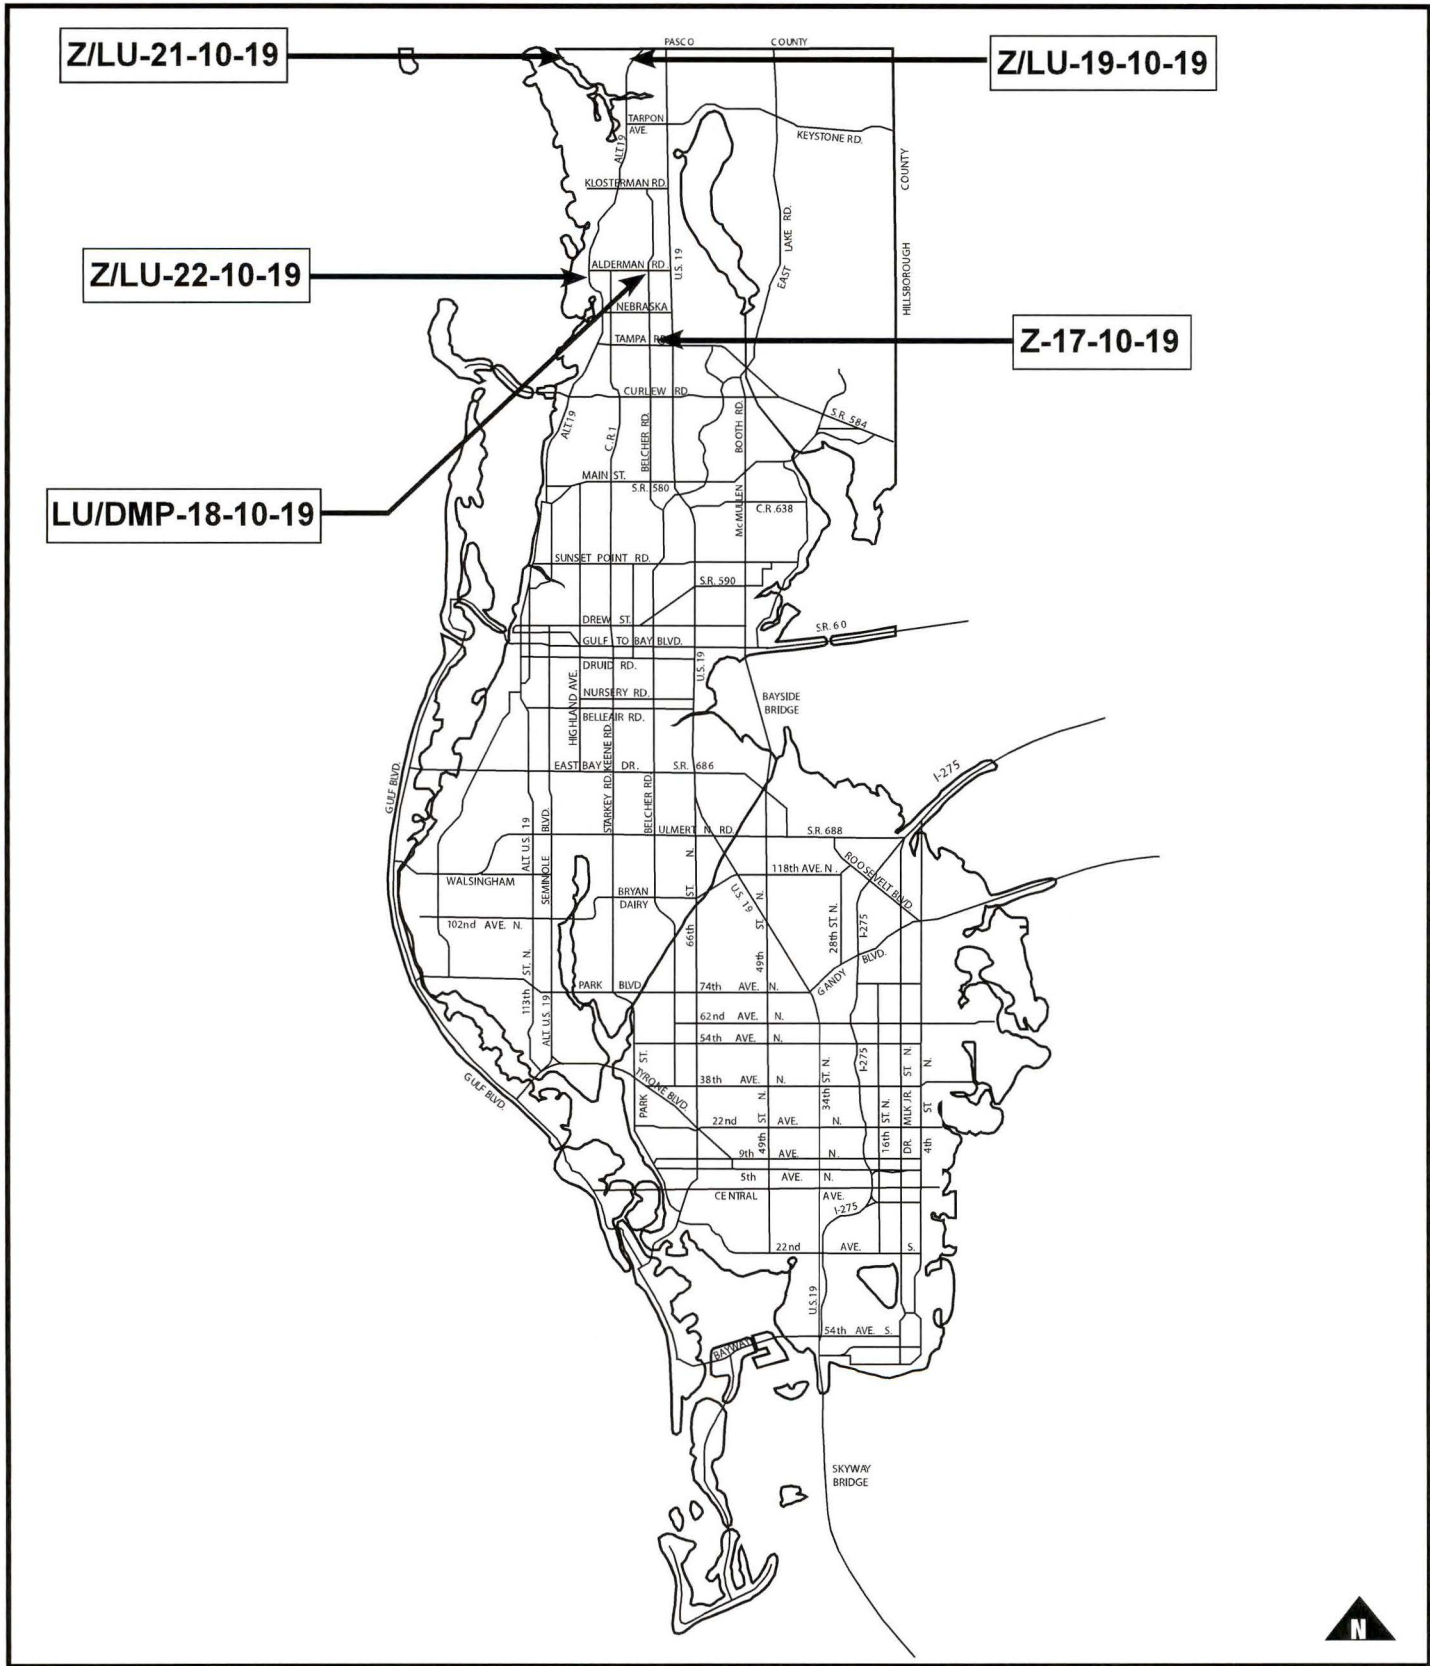 Z/LU-21-10-19
PASCO COUNTY
Z/LU-19-10-19
TARPON
AVE.
KEYSTONE RD.
ALT19
COUNTY
KLOSTERMAN RD.
EAST LAKE RD.
Z/LU-22-10-19
ALDERMAN RD.
U.S. 19
HILLSBOROUGH
NEBRASKA
TAMPA RD.
Z-17-10-19
CURLEW RD.
ALT19
C.R 1
BELCHER RD.
BOOTH RD.
S.R. 584
MAIN ST.
S.R. 580
McMULLEN
C.R .638
LU/DMP-18-10-19
SUNSET POINT RD.
S.R. 590
DREW ST.
S.R. 6 0
GULF TO BAY BLVD.
DRUID RD.
U.S. 19
HIGHLAND AVE.
NURSERY RD.
BAYSIDE
BRIDGE
BELLEAIR RD.
STARKEY RD. KEENE RD.
EAST BAY DR. S.R. 686
GULF BLVD.
I-275
BELCHER RD.
ALT U.S. 19
SEMINOLE BLVD.
ULMERT N RD. S.R. 688
118th AVE. N .
ROOSEVELT BLVD.
WALSINGHAM
BRYAN
DAIRY
66th ST. N.
U.S. 19
49th ST. N.
28th ST. N.
I-275
102nd AVE. N.
GANDY BLVD.
113th ST. N.
ALT U.S. 19
PARK BLVD. 74th AVE. N.
62nd AVE. N.
54th AVE. N.
GULF BLVD.
PARK ST.
TYRONE BLVD.
38th AVE. N.
34th ST. N.
I-275
16th ST. N.
DR. MLK JR. ST. N.
4th ST. N.
22nd AVE. N.
49th ST. N.
9th AVE. N.
5th AVE. N.
CENTRAL AVE.
I-275
22nd AVE. S.
U.S.19
54th AVE. S.
BAYWAY
SKYWAY
BRIDGE
N